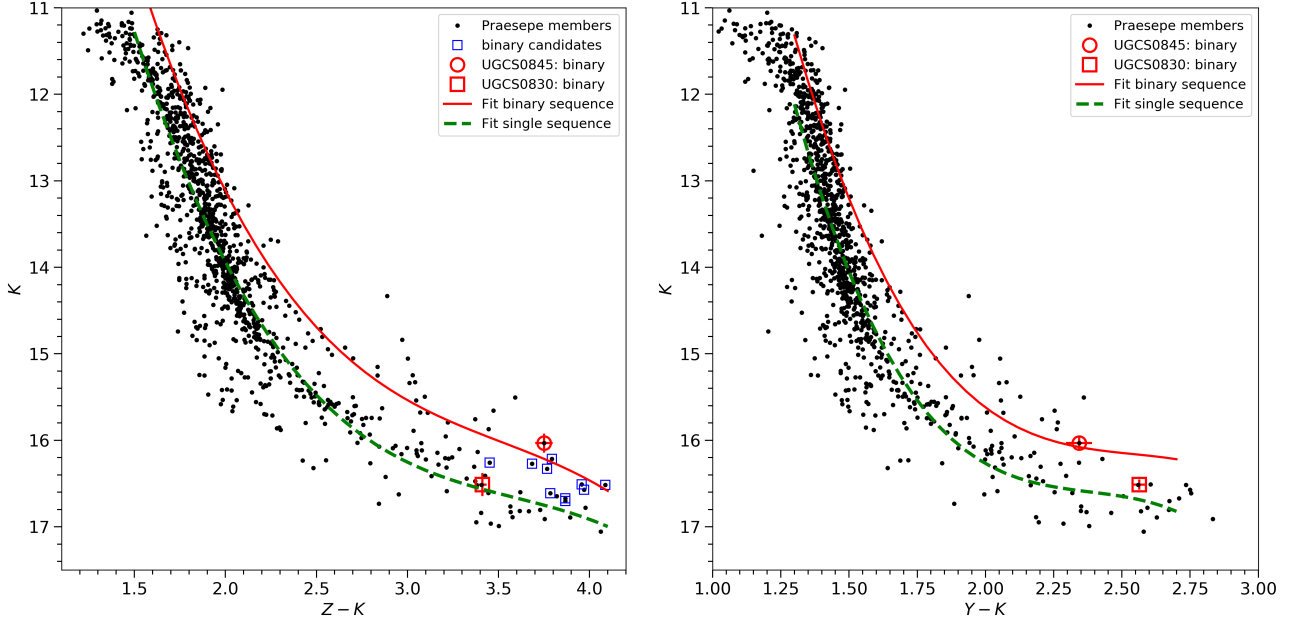 11
12
13
14
15
16
17
K
1.5
2.0
2.5
3.0
3.5
4.0
Z − K
Praesepe members
binary candidates
UGCS0845: binary
UGCS0830: binary
Fit binary sequence
Fit single sequence
11
12
13
14
15
16
17
K
1.00
1.25
1.50
1.75
2.00
2.25
2.50
2.75
3.00
Y − K
Praesepe members
UGCS0845: binary
UGCS0830: binary
Fit binary sequence
Fit single sequence